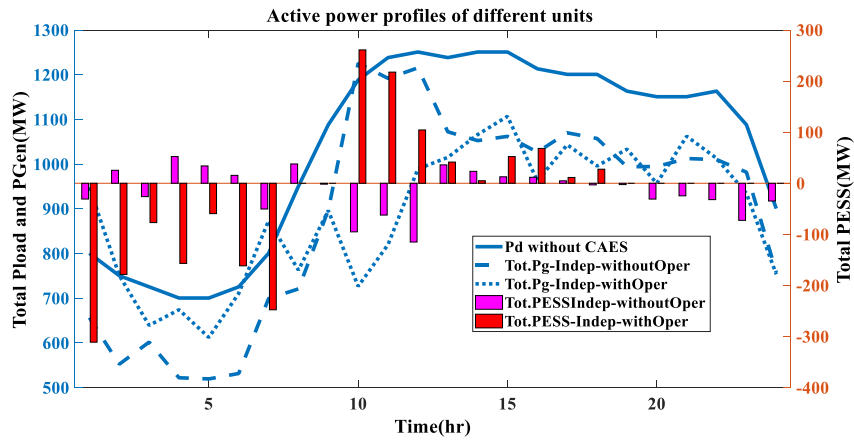 Active power profiles of different units
Total Pload and PGen(MW)
1300
1200
1100
1000
900
800
700
600
500
300
200
100
0
-100
-200
-300
-400
Total PESS(MW)
Pd without CAES
Tot.Pg-Indep-withoutOper
Tot.Pg-Indep-withOper
Tot.PESSIndep-withoutOper
Tot.PESS-Indep-withOper
5
10
15
20
Time(hr)